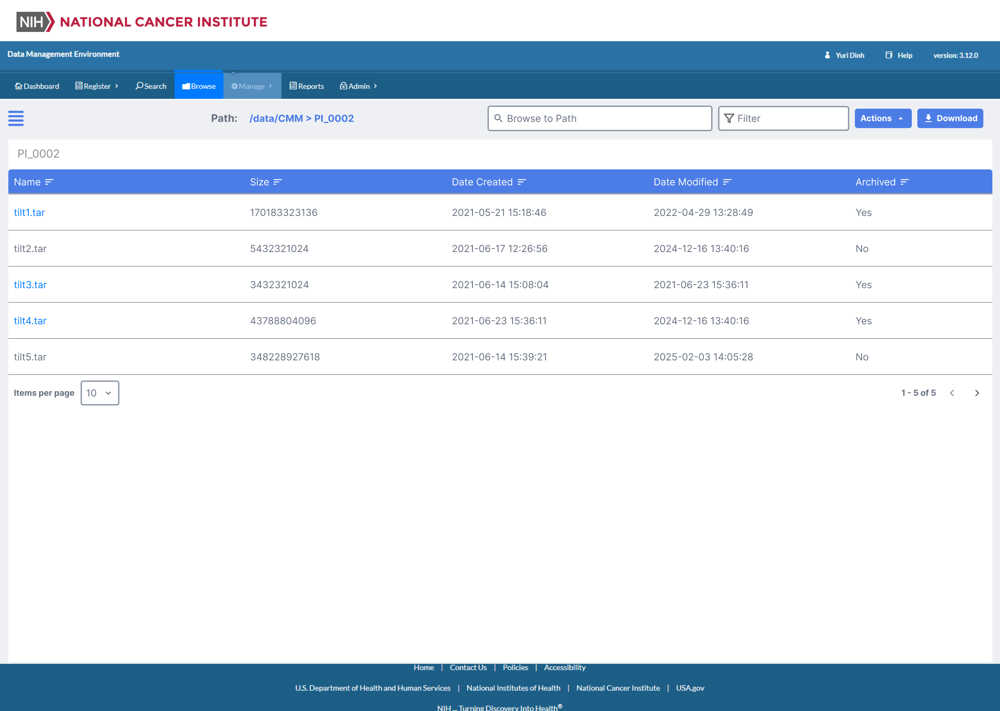 NIH NATIONAL CANCER INSTITUTE
Data Management Environment
Yuri Dinh Help version: 3.12.0
Dashboard Register Search Browse Manage Reports Admin
Path: /data/CMM > PI_0002 Browse to Path Filter Actions Download
PI_0002
Name Size Date Created Date Modified Archived
tilt1.tar 170183323136 2021-05-21 15:18:46 2022-04-29 13:28:49 Yes
tilt2.tar 5432321024 2021-06-17 12:26:56 2024-12-16 13:40:16 No
tilt3.tar 3432321024 2021-06-14 15:08:04 2021-06-23 15:36:11 Yes
tilt4.tar 43788804096 2021-06-23 15:36:11 2024-12-16 13:40:16 Yes
tilt5.tar 348228927618 2021-06-14 15:39:21 2025-02-03 14:05:28 No
Items per page 10 1 - 5 of 5
Home | Contact Us | Policies | Accessibility
U.S. Department of Health and Human Services | National Institutes of Health | National Cancer Institute | USA.gov
NIH ... Turning Discovery Into Health®